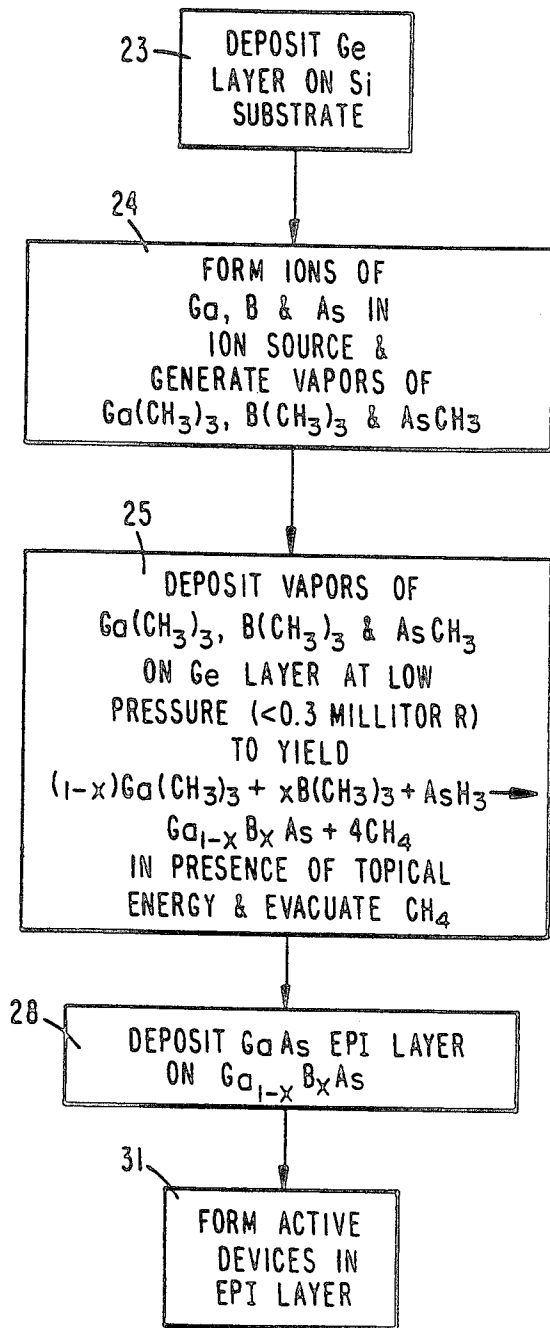 23
DEPOSIT Ge
LAYER ON Si
SUBSTRATE
24
FORM IONS OF
Ga, B & As IN
ION SOURCE &
GENERATE VAPORS OF
Ga(CH₃)₃, B(CH₃)₃ & AsCH₃
25
DEPOSIT VAPORS OF
Ga(CH₃)₃, B(CH₃)₃ & AsCH₃
ON Ge LAYER AT LOW
PRESSURE (<0.3 MILLITOR R)
TO YIELD
(1-x)Ga(CH₃)₃ + xB(CH₃)₃ + AsH₃ →
Ga₁₋ₓBₓAs + 4CH₄
IN PRESENCE OF TOPICAL
ENERGY & EVACUATE CH₄
28
DEPOSIT GaAs EPI LAYER
ON Ga₁₋ₓBₓAs
31
FORM ACTIVE
DEVICES IN
EPI LAYER